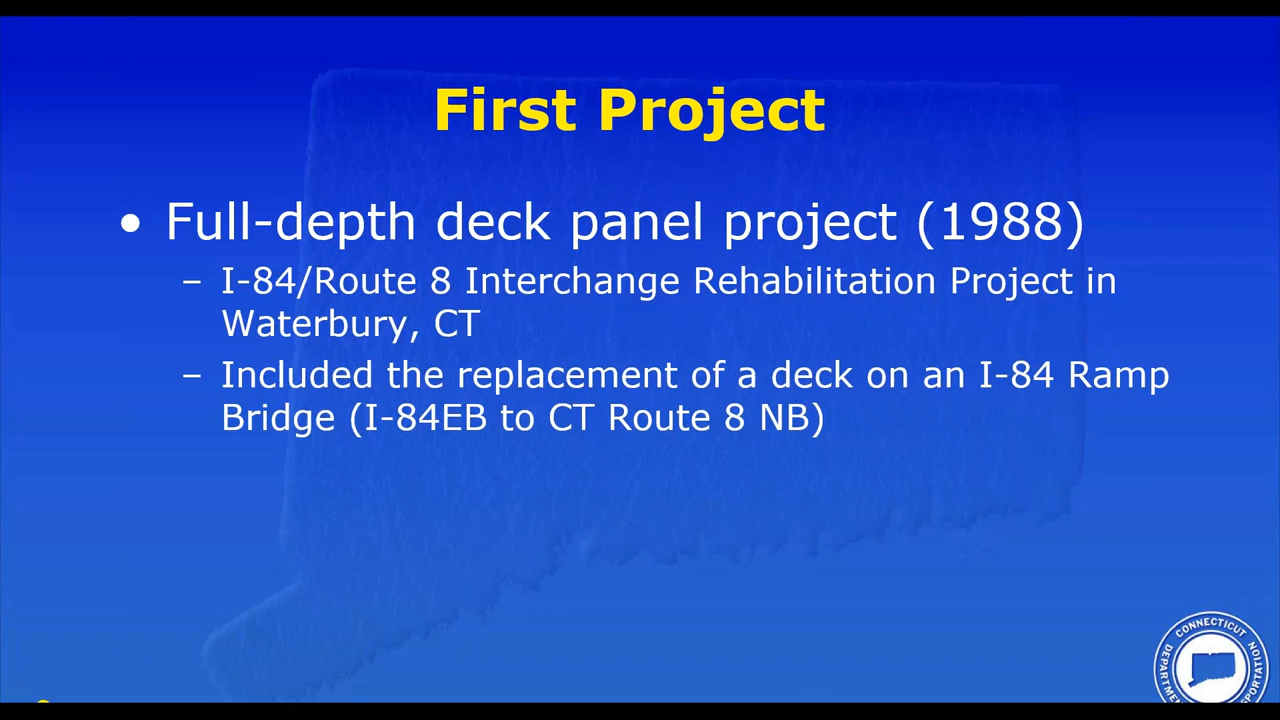 First Project
• Full-depth deck panel project (1988)
– I-84/Route 8 Interchange Rehabilitation Project in
Waterbury, CT
– Included the replacement of a deck on an I-84 Ramp
Bridge (I-84EB to CT Route 8 NB)
CONNECTICUT